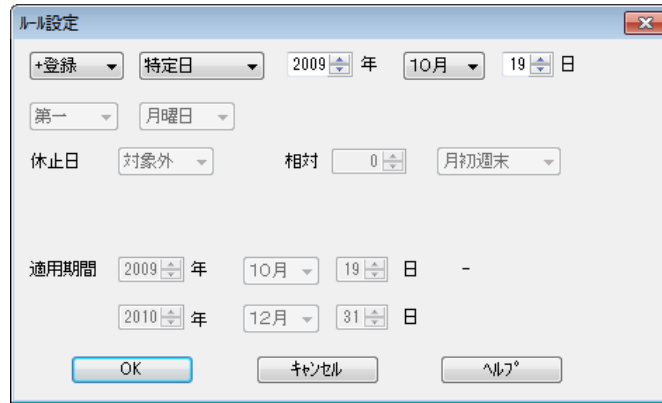 ルール設定
+登録 特定日 2009 年 10月 19 日
第一 月曜日
休止日 対象外 相対 0 月初週末
適用期間 2009 年 10月 19 日 -
2010 年 12月 31 日
OK キャンセル ヘルプ